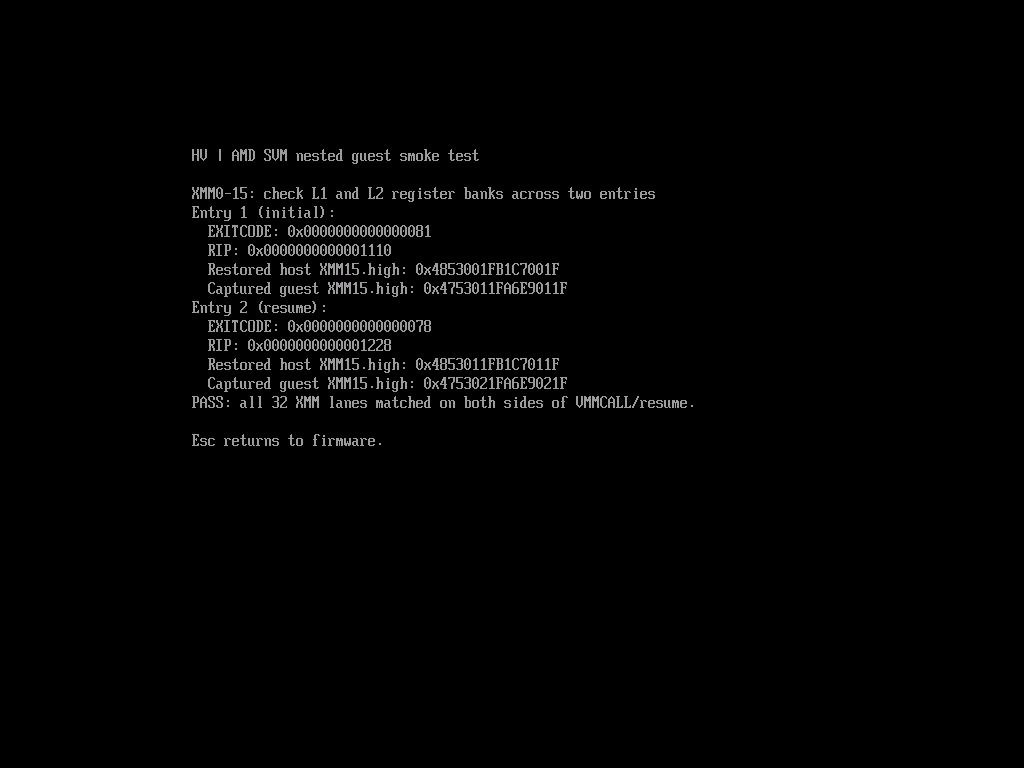 HV | AMD SVM nested guest smoke test
XMM0-15: check L1 and L2 register banks across two entries
Entry 1 (initial):
EXITCODE: 0x0000000000000081
RIP: 0x0000000000001110
Restored host XMM15.high: 0x4853001FB1C7001F
Captured guest XMM15.high: 0x4753011FA6E9011F
Entry 2 (resume):
EXITCODE: 0x0000000000000078
RIP: 0x0000000000001228
Restored host XMM15.high: 0x4853011FB1C7011F
Captured guest XMM15.high: 0x4753021FA6E9021F
PASS: all 32 XMM lanes matched on both sides of VMMCALL/resume.
Esc returns to firmware.